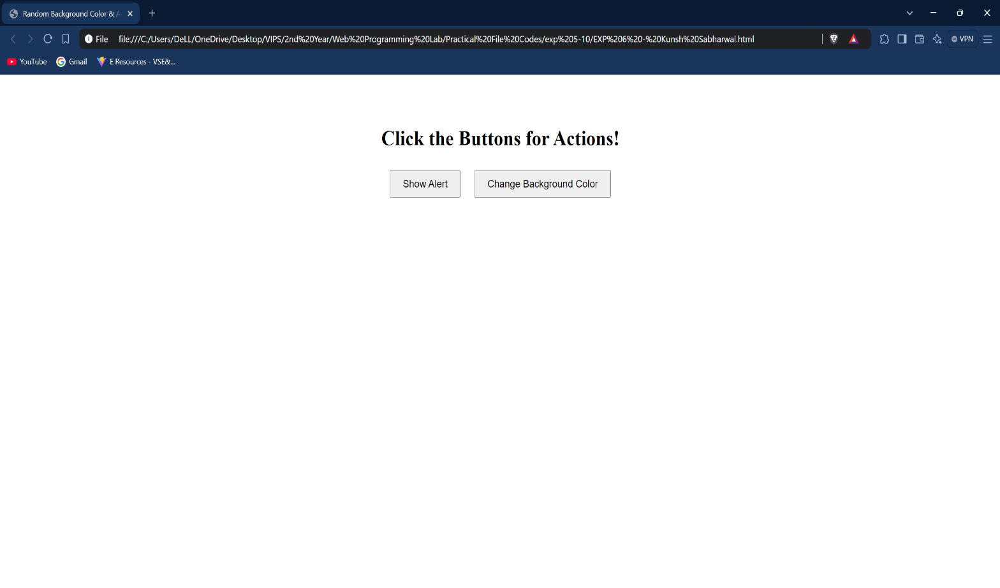 Random Background Color & A
File file:///C:/Users/DeLL/OneDrive/Desktop/VIPS/2nd%20Year/Web%20Programming%20Lab/Practical%20File%20Codes/exp%205-10/EXP%206%20-%20Kunsh%20Sabharwal.html
VPN
YouTube Gmail E Resources - VSE&...
Click the Buttons for Actions!
Show Alert Change Background Color